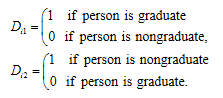 D_{i1} = { 1 if person is graduate
0 if person is nongraduate,
D_{i2} = { 1 if person is nongraduate
0 if person is graduate.